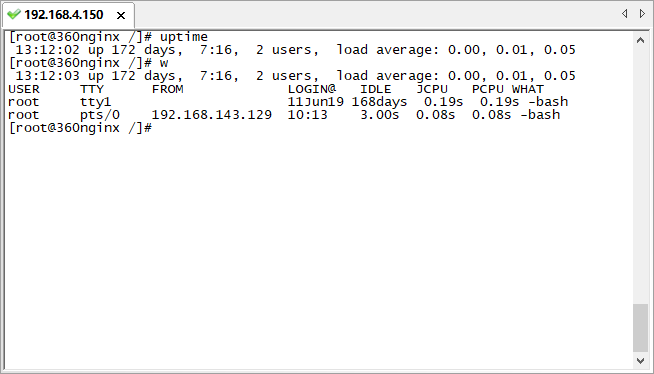 192.168.4.150
[root@360nginx /]# uptime
 13:12:02 up 172 days,  7:16,  2 users,  load average: 0.00, 0.01, 0.05
[root@360nginx /]# w
 13:12:03 up 172 days,  7:16,  2 users,  load average: 0.00, 0.01, 0.05
USER     TTY      FROM             LOGIN@   IDLE   JCPU   PCPU WHAT
root     tty1                      11Jun19 168days  0.19s  0.19s -bash
root     pts/0    192.168.143.129  10:13    3.00s  0.08s  0.08s -bash
[root@360nginx /]#